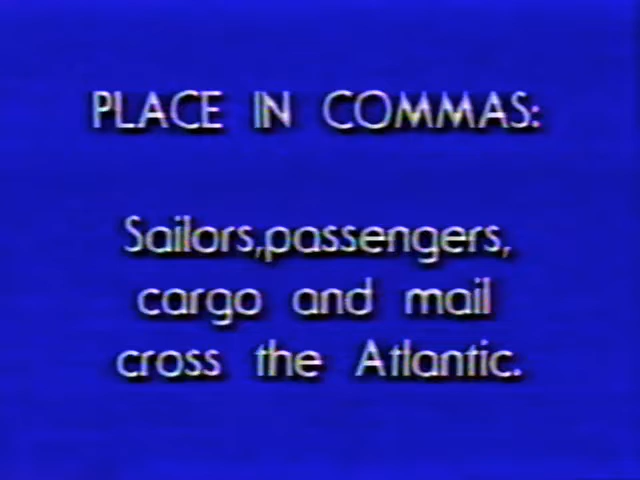 PLACE IN COMMAS:
Sailors,passengers,
cargo and mail
cross the Atlantic.